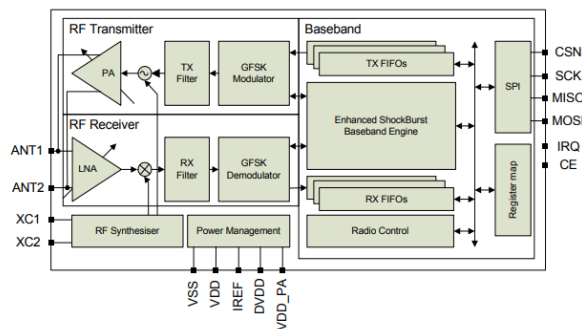 RF Transmitter
Baseband
PA
TX
Filter
GFSK
Modulator
TX FIFOs
SPI
CSN
SCK
MISO
MOSI
RF Receiver
Enhanced ShockBurst
Baseband Engine
ANT1
ANT2
LNA
RX
Filter
GFSK
Demodulator
RX FIFOs
Register map
IRQ
CE
XC1
XC2
RF Synthesiser
Power Management
Radio Control
VSS
VDD
IREF
DVDD
VDD_PA